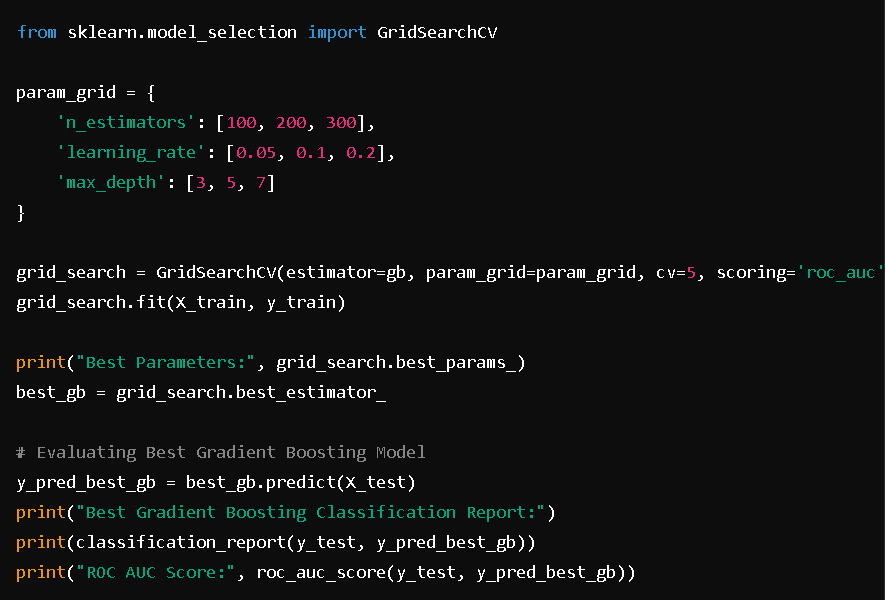 from sklearn.model_selection import GridSearchCV
param_grid = {
    'n_estimators': [100, 200, 300],
    'learning_rate': [0.05, 0.1, 0.2],
    'max_depth': [3, 5, 7]
}
grid_search = GridSearchCV(estimator=gb, param_grid=param_grid, cv=5, scoring='roc_auc'
grid_search.fit(X_train, y_train)
print("Best Parameters:", grid_search.best_params_)
best_gb = grid_search.best_estimator_
# Evaluating Best Gradient Boosting Model
y_pred_best_gb = best_gb.predict(X_test)
print("Best Gradient Boosting Classification Report:")
print(classification_report(y_test, y_pred_best_gb))
print("ROC AUC Score:", roc_auc_score(y_test, y_pred_best_gb))